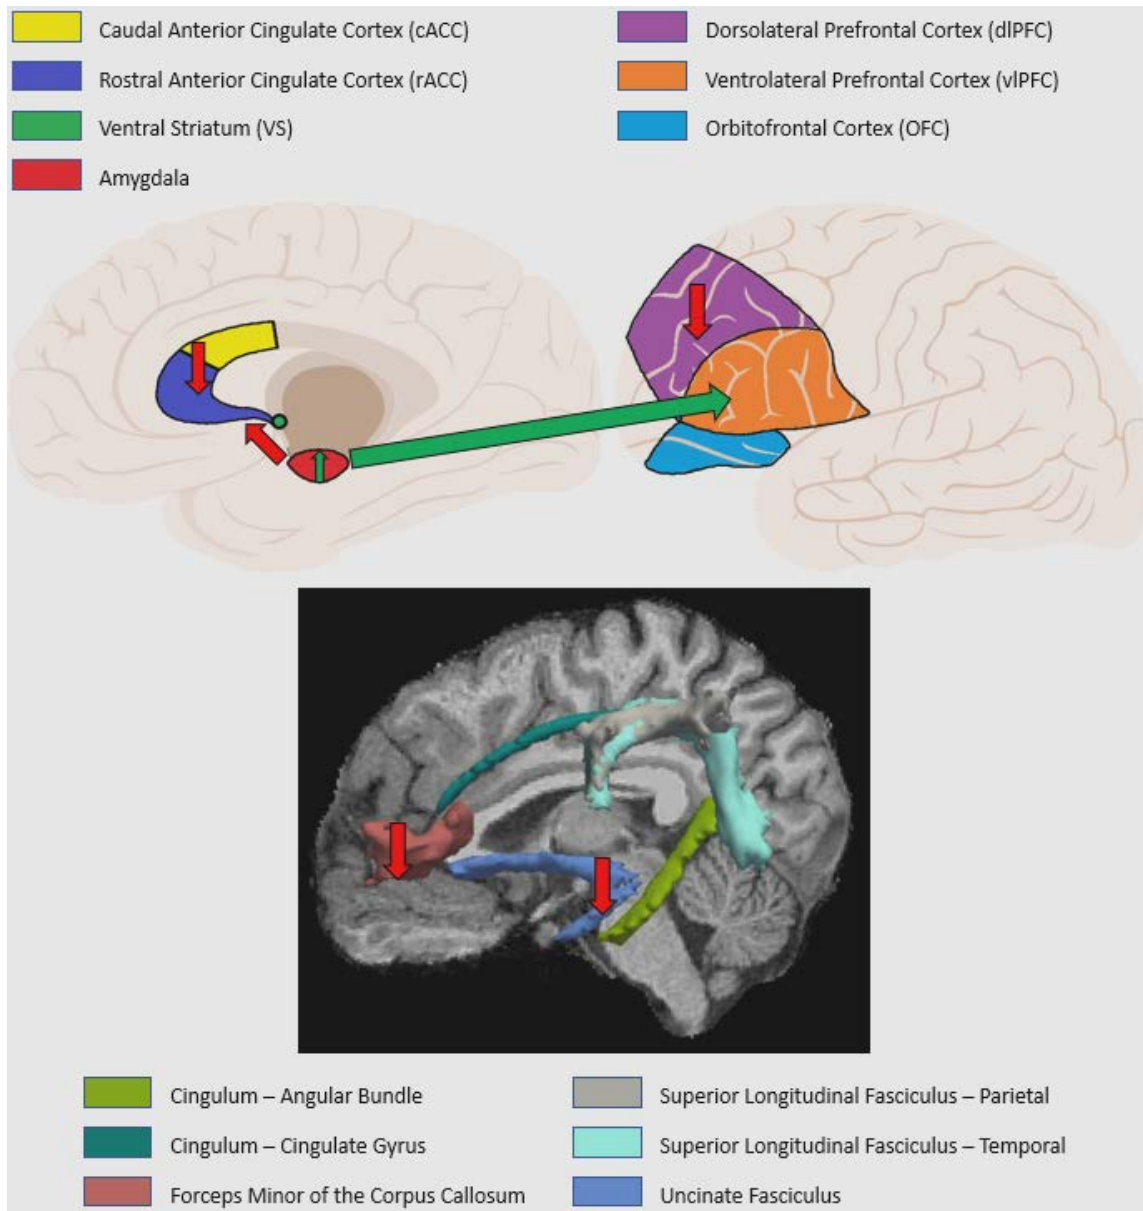 Caudal Anterior Cingulate Cortex (cACC)
Dorsolateral Prefrontal Cortex (dlPFC)
Rostral Anterior Cingulate Cortex (rACC)
Ventrolateral Prefrontal Cortex (vlPFC)
Ventral Striatum (VS)
Orbitofrontal Cortex (OFC)
Amygdala
Cingulum – Angular Bundle
Superior Longitudinal Fasciculus – Parietal
Cingulum – Cingulate Gyrus
Superior Longitudinal Fasciculus – Temporal
Forceps Minor of the Corpus Callosum
Uncinate Fasciculus